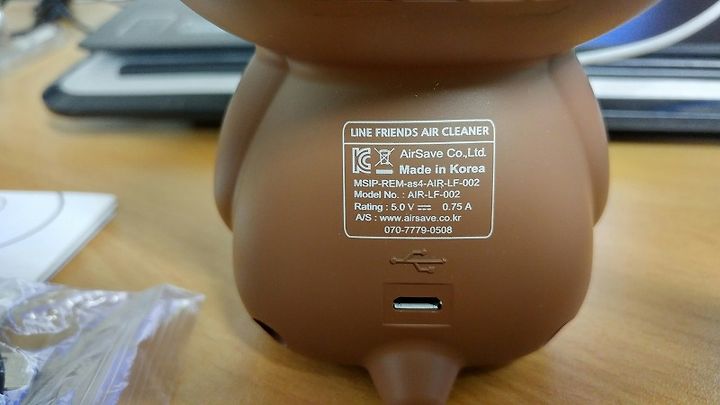 LINE FRIENDS AIR CLEANER
AirSave Co.,Ltd.
Made in Korea
MSIP-REM-as4-AIR-LF-002
Model No. : AIR-LF-002
Rating : 5.0 V ⎓ 0.75 A
A/S : www.airsave.co.kr
070-7779-0508